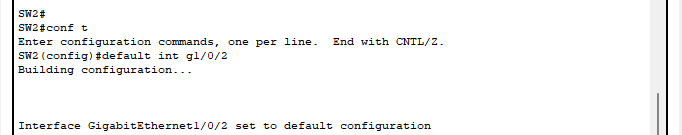 SW2#
SW2#conf t
Enter configuration commands, one per line.  End with CNTL/Z.
SW2(config)#default int g1/0/2
Building configuration...
Interface GigabitEthernet1/0/2 set to default configuration